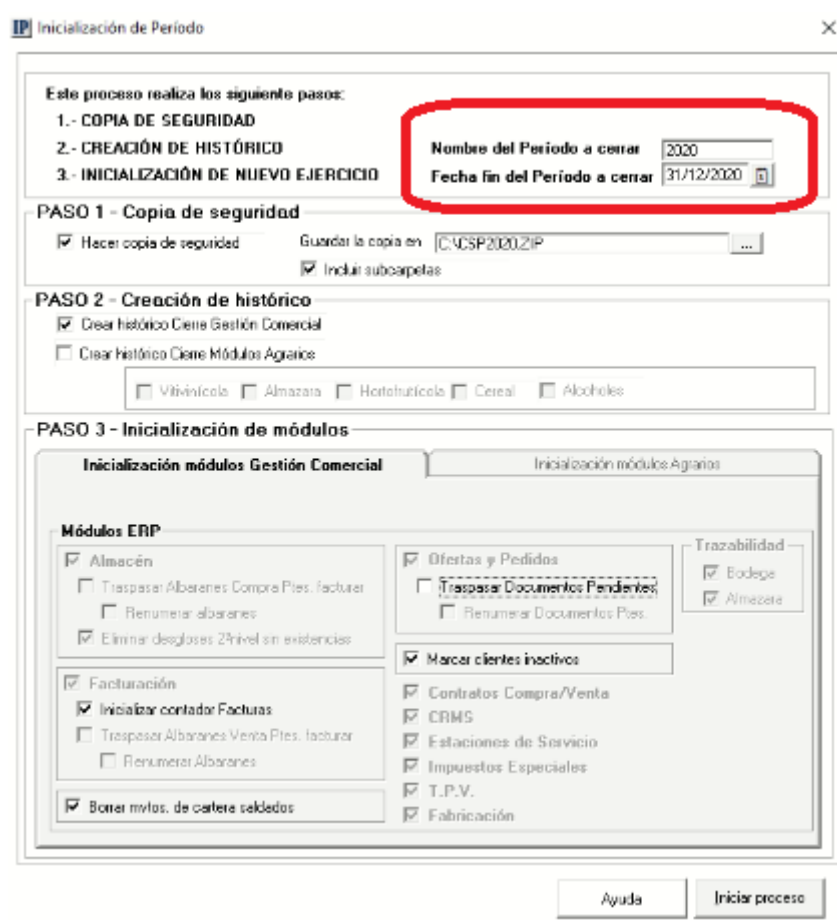 IP Inicialización de Período
Este proceso realiza los siguiente pasos:
1.- COPIA DE SEGURIDAD
2.- CREACIÓN DE HISTÓRICO
3.- INICIALIZACIÓN DE NUEVO EJERCICIO
Nombre del Período a cerrar 2020
Fecha fin del Período a cerrar 31/12/2020
PASO 1 - Copia de seguridad
Hacer copia de seguridad Guardar la copia en C:\CSP2020.ZIP ...
Incluir subcarpetas
PASO 2 - Creación de histórico
Crear histórico Cierre Gestión Comercial
Crear histórico Cierre Módulos Agrarios
Vitivinícola Almazara Hortofrutícola Cereal Alcoholes
PASO 3 - Inicialización de módulos
Inicialización módulos Gestión Comercial Inicialización módulos Agrarios
Módulos ERP
Almacén
Traspasar Albaranes Compra Ptes. facturar
Renumerar albaranes
Eliminar desgloses 2ºnivel sin existencias
Facturación
Inicializar contador Facturas
Traspasar Albaranes Venta Ptes. facturar
Renumerar Albaranes
Borrar mvtos. de cartera saldados
Ofertas y Pedidos
Traspasar Documentos Pendientes
Renumerar Documentos Ptes.
Marcar clientes inactivos
Contratos Compra/Venta
CRMS
Estaciones de Servicio
Impuestos Especiales
T.P.V.
Fabricación
Trazabilidad
Bodega
Almazara
Ayuda Iniciar proceso